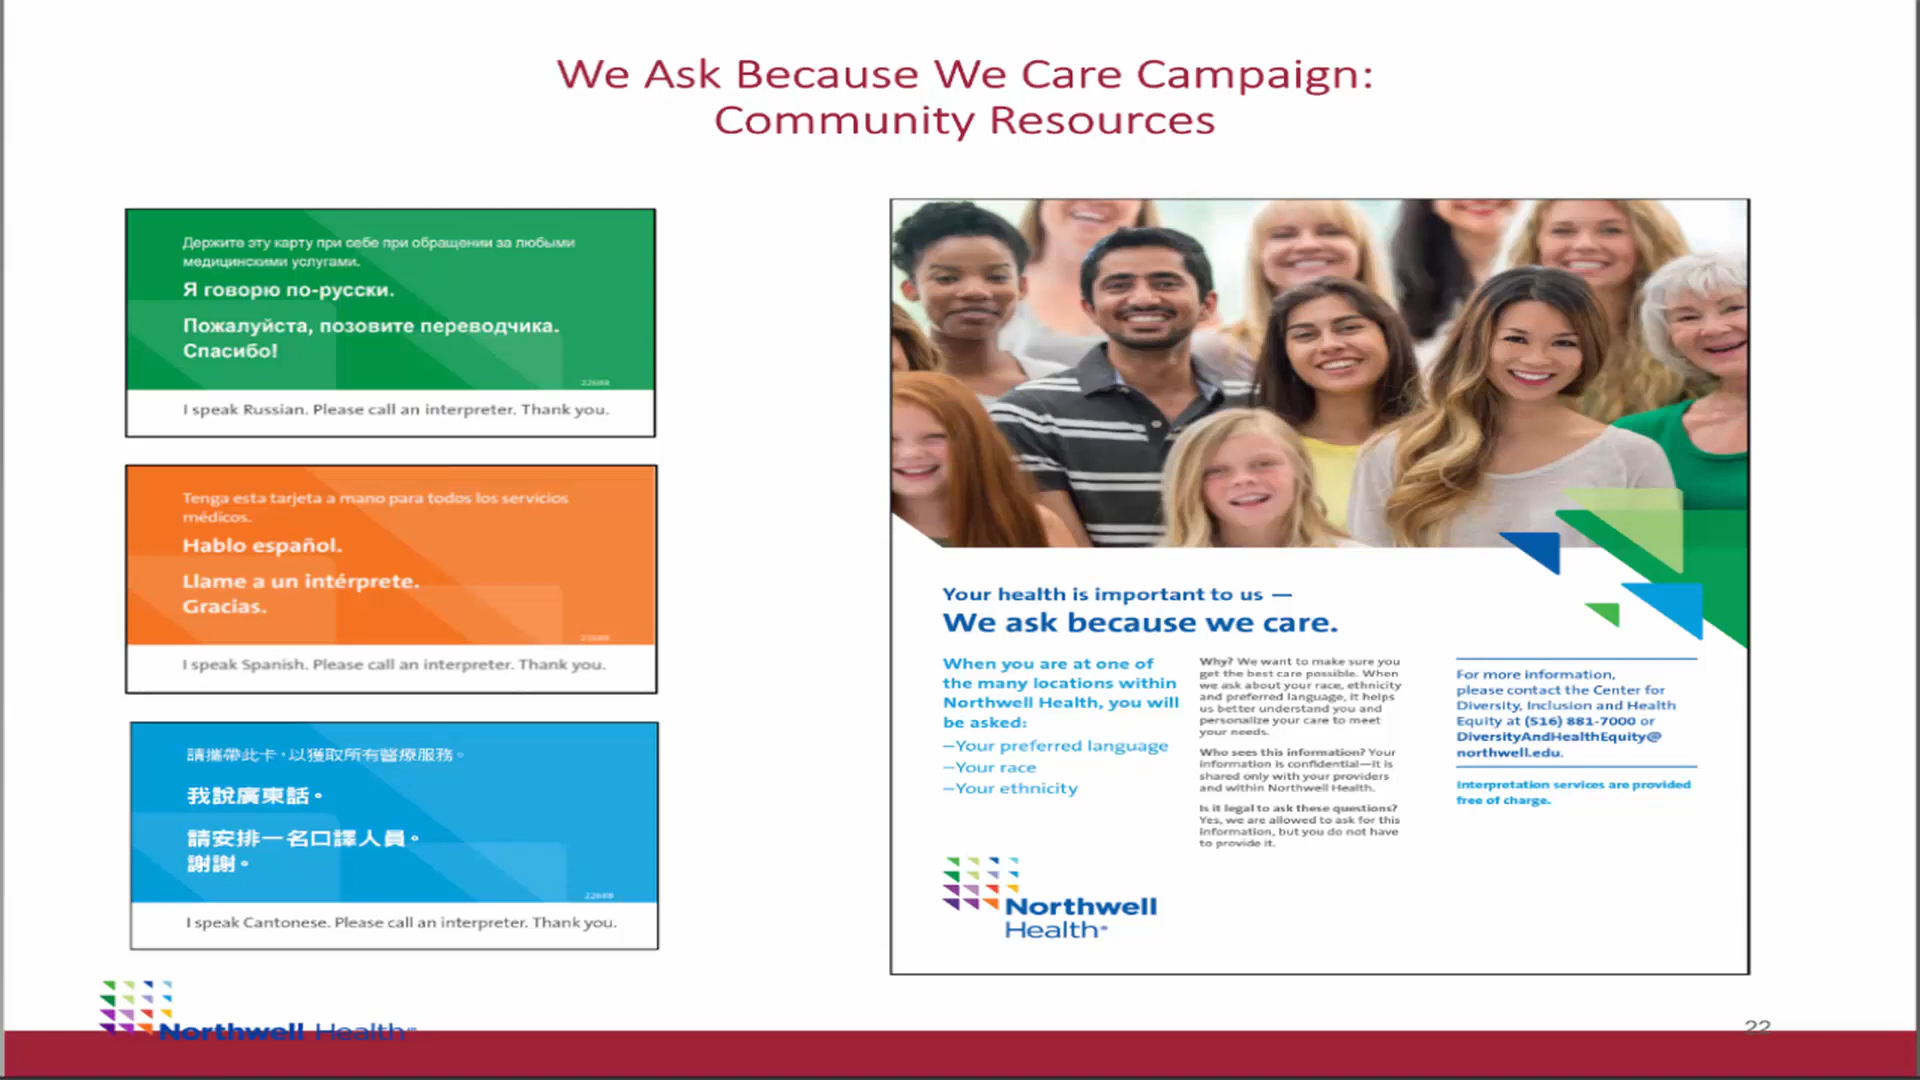 We Ask Because We Care Campaign:
Community Resources
Держите эту карту при себе при обращении за любыми
медицинскими услугами.
Я говорю по-русски.
Пожалуйста, позовите переводчика.
Спасибо!
I speak Russian. Please call an interpreter. Thank you.
Tenga esta tarjeta a mano para todos los servicios
médicos.
Hablo español.
Llame a un intérprete.
Gracias.
I speak Spanish. Please call an interpreter. Thank you.
請攜帶此卡，以獲取所有醫療服務。
我說廣東話。
請安排一名口譯人員。
謝謝。
I speak Cantonese. Please call an interpreter. Thank you.
Your health is important to us —
We ask because we care.
When you are at one of
the many locations within
Northwell Health, you will
be asked:
—Your preferred language
—Your race
—Your ethnicity
Why? We want to make sure you
get the best care possible. When
we ask about your race, ethnicity
and preferred language, it helps
us better understand you and
personalize your care to meet
your needs.
Who sees this information? Your
information is confidential—it is
shared only with your providers
and within Northwell Health.
Is it legal to ask these questions?
Yes, we are allowed to ask for this
information, but you do not have
to provide it.
For more information,
please contact the Center for
Diversity, Inclusion and Health
Equity at (516) 881-7000 or
DiversityAndHealthEquity@
northwell.edu.
Interpretation services are provided
free of charge.
Northwell
Health
Northwell Health
22